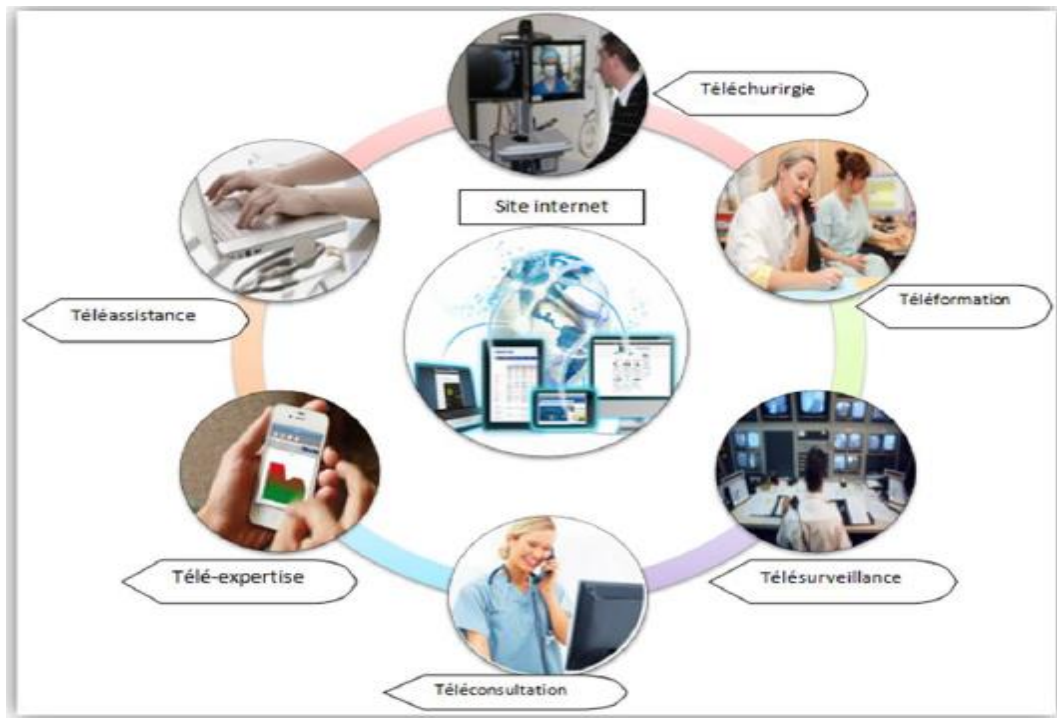 Téléchurirgie
Site internet
Téléformation
Téléassistance
Télé-expertise
Télésurveillance
Téléconsultation